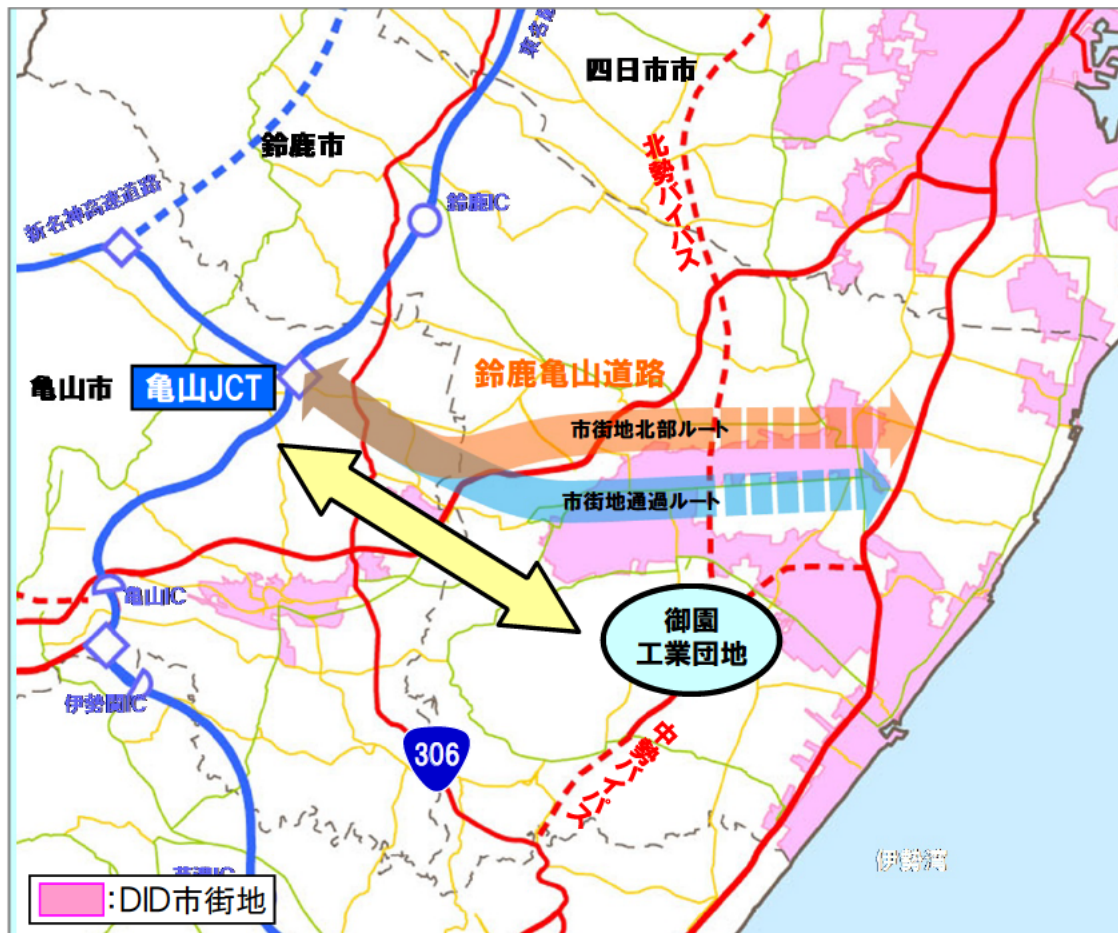 四日市市
鈴鹿市
北勢バイパス
新名神高速道路
鈴鹿IC
亀山市
亀山JCT
鈴鹿亀山道路
市街地北部ルート
市街地通過ルート
亀山IC
御園
工業団地
伊勢関IC
306
中勢バイパス
伊勢湾
:DID市街地